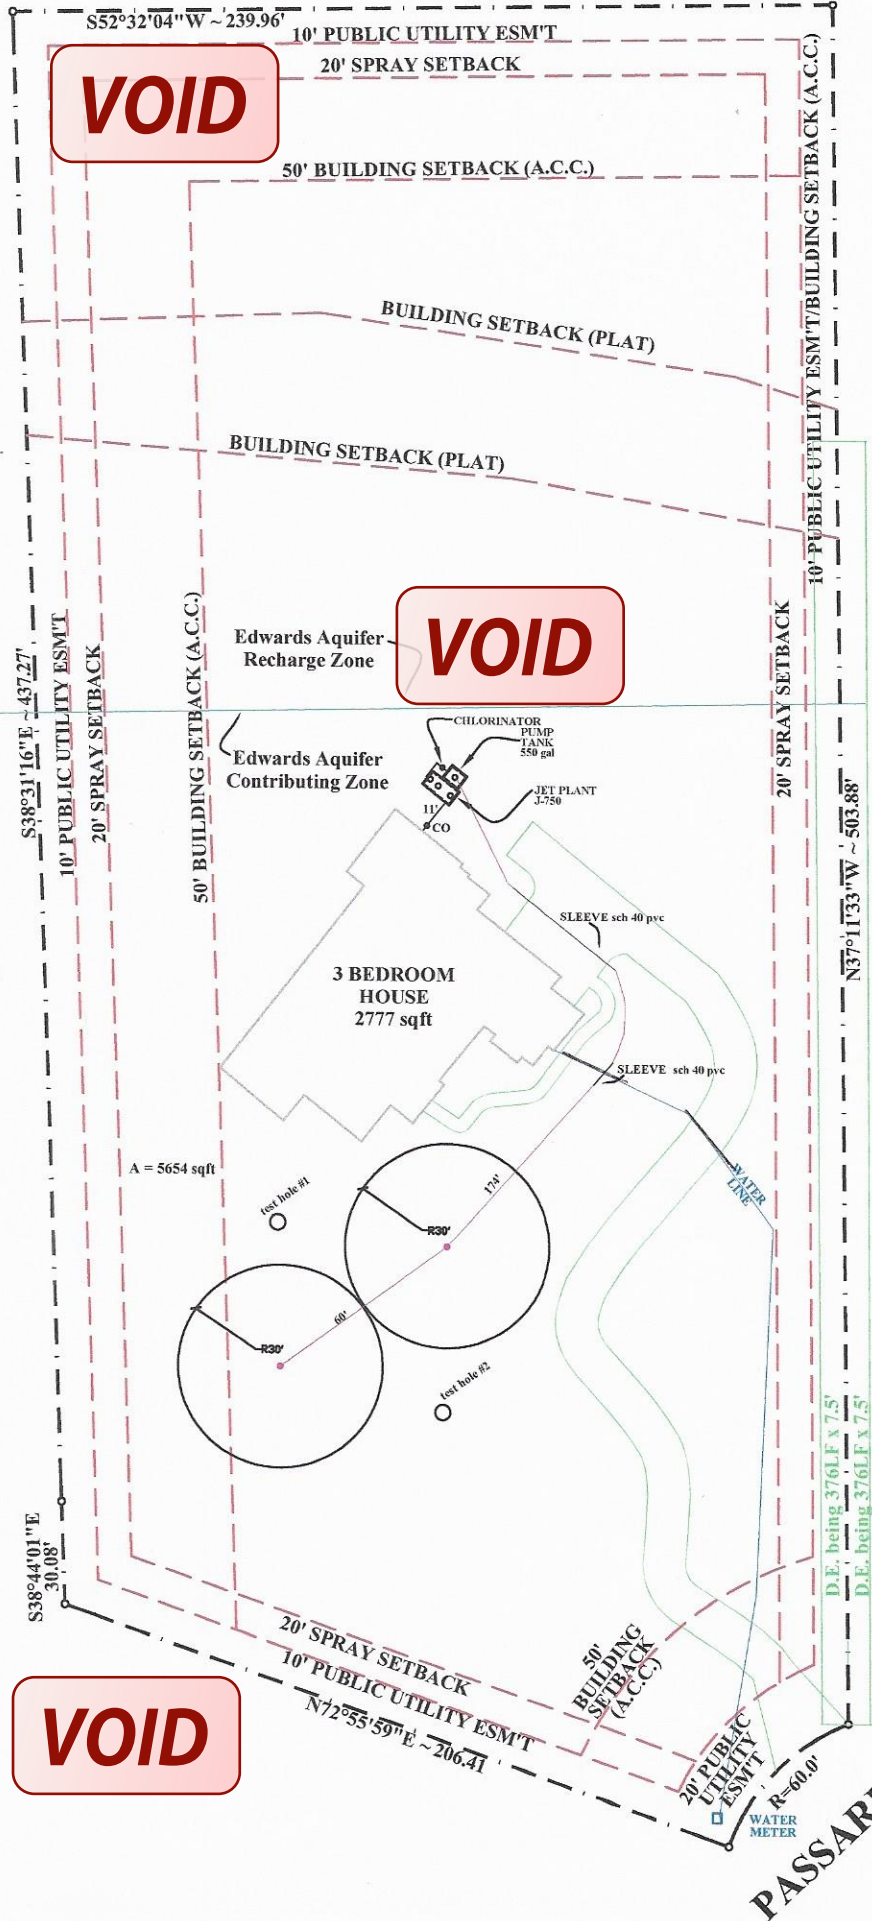 S52°32'04"W ~ 239.96'
10' PUBLIC UTILITY ESM'T
20' SPRAY SETBACK
VOID
50' BUILDING SETBACK (A.C.C.)
10' PUBLIC UTILITY ESM'T/BUILDING SETBACK (A.C.C.)
BUILDING SETBACK (PLAT)
BUILDING SETBACK (PLAT)
VOID
Edwards Aquifer
Recharge Zone
S38°31'16"E ~ 437.27'
10' PUBLIC UTILITY ESM'T
20' SPRAY SETBACK
50' BUILDING SETBACK (A.C.C.)
20' SPRAY SETBACK
Edwards Aquifer
Contributing Zone
CHLORINATOR
PUMP
TANK
550 gal
JET PLANT
J-750
11'
CO
N37°11'33"W ~ 503.88'
SLEEVE sch 40 pvc
3 BEDROOM
HOUSE
2777 sqft
SLEEVE sch 40 pvc
A = 5654 sqft
test hole #1
174'
WATER
LINE
R30'
60'
R30'
test hole #2
D.E. being 376LF x 7.5'
D.E. being 376LF x 7.5'
S38°44'01"E
30.08'
20' SPRAY SETBACK
10' PUBLIC UTILITY ESM'T
N72°55'59"E ~ 206.41
50'
BUILDING
SETBACK
(A.C.C.)
VOID
20' PUBLIC
UTILITY
ESM'T
R=60.0'
WATER
METER
PASSAR